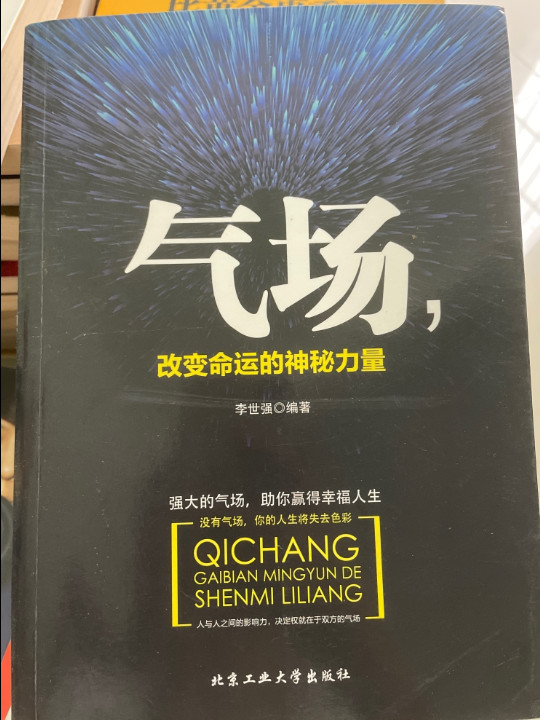 气场，
改变命运的神秘力量
李世强◎编著
强大的气场，助你赢得幸福人生
没有气场，你的人生将失去色彩
QICHANG
GAIBIAN MINGYUN DE
SHENMI LILIANG
人与人之间的影响力，决定权就在于双方的气场
北京工业大学出版社